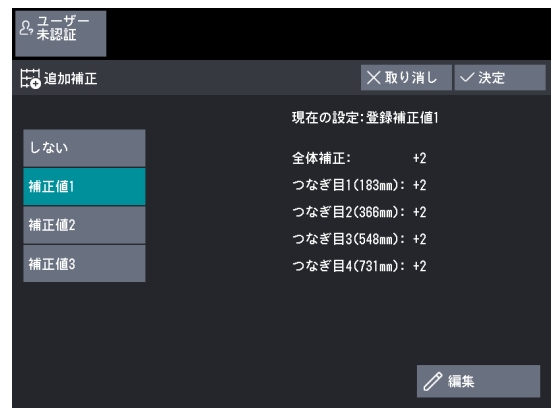 ユーザー
未認証
追加補正
取り消し
決定
現在の設定:登録補正値1
しない
補正値1
補正値2
補正値3
全体補正: +2
つなぎ目1(183mm): +2
つなぎ目2(366mm): +2
つなぎ目3(548mm): +2
つなぎ目4(731mm): +2
編集